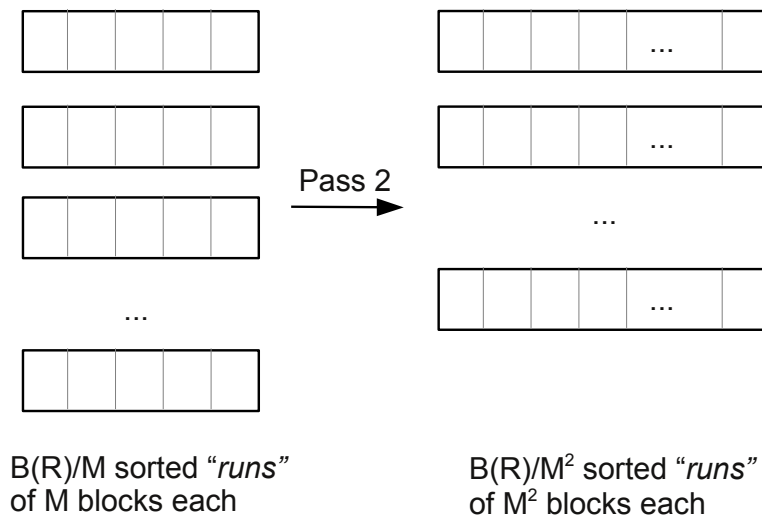 ...
...
Pass 2
...
...
...
B(R)/M sorted “runs”
of M blocks each
B(R)/M² sorted “runs”
of M² blocks each